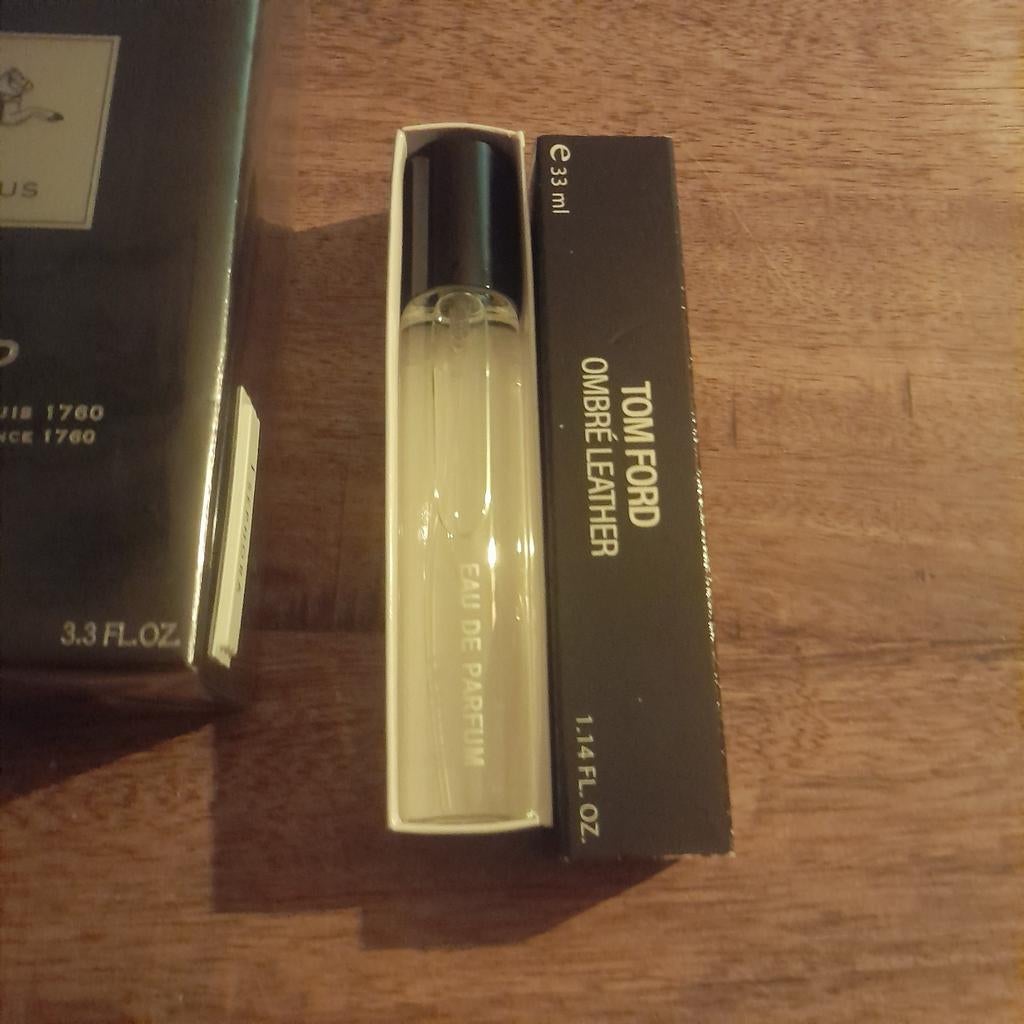 US
UIS 1760
NCE 1760
3.3 FL.OZ.
EAU DE PARFUM
e 33 ml
TOM FORD
OMBRÉ LEATHER
1.14 FL. OZ.